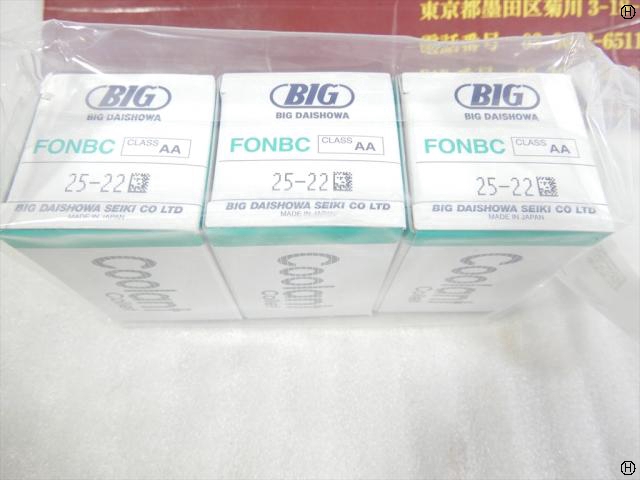 東京都墨田区菊川3-1
電話番号
6511
BIG
BIG DAISHOWA
FONBC CLASS AA
25-22
BIG DAISHOWA SEIKI CO LTD
MADE IN JAPAN
Coolant
Collet
BIG
BIG DAISHOWA
FONBC CLASS AA
25-22
BIG DAISHOWA SEIKI CO LTD
MADE IN JAPAN
Coolant
Collet
BIG
BIG DAISHOWA
FONBC CLASS AA
25-22
BIG DAISHOWA SEIKI CO LTD
MADE IN JAPAN
Coolant
Collet
H
H